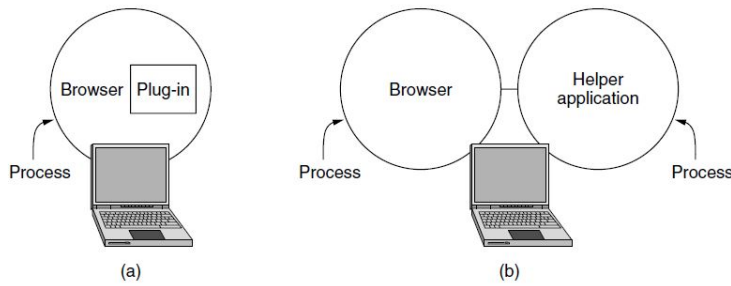 Browser
Plug-in
Process
(a)
Browser
Helper
application
Process
Process
(b)